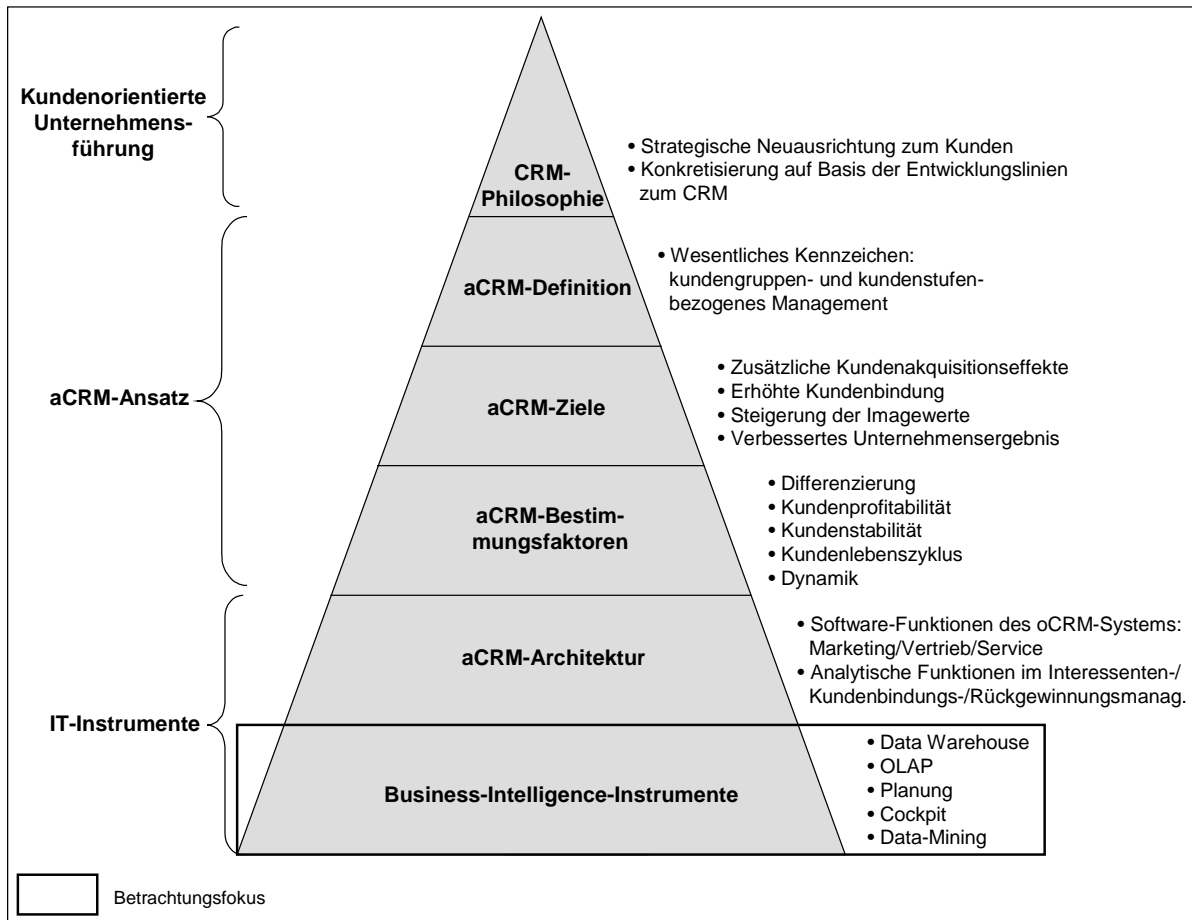 Kundenorientierte
Unternehmens-
führung
CRM-
Philosophie
• Strategische Neuausrichtung zum Kunden
• Konkretisierung auf Basis der Entwicklungslinien
zum CRM
aCRM-Ansatz
aCRM-Definition
• Wesentliches Kennzeichen:
kundengruppen- und kundenstufen-
bezogenes Management
aCRM-Ziele
• Zusätzliche Kundenakquisitionseffekte
• Erhöhte Kundenbindung
• Steigerung der Imagewerte
• Verbessertes Unternehmensergebnis
aCRM-Bestim-
mungsfaktoren
• Differenzierung
• Kundenprofitabilität
• Kundenstabilität
• Kundenlebenszyklus
• Dynamik
IT-Instrumente
aCRM-Architektur
• Software-Funktionen des oCRM-Systems:
Marketing/Vertrieb/Service
• Analytische Funktionen im Interessenten-/
Kundenbindungs-/Rückgewinnungsmanag.
Business-Intelligence-Instrumente
• Data Warehouse
• OLAP
• Planung
• Cockpit
• Data-Mining
Betrachtungsfokus